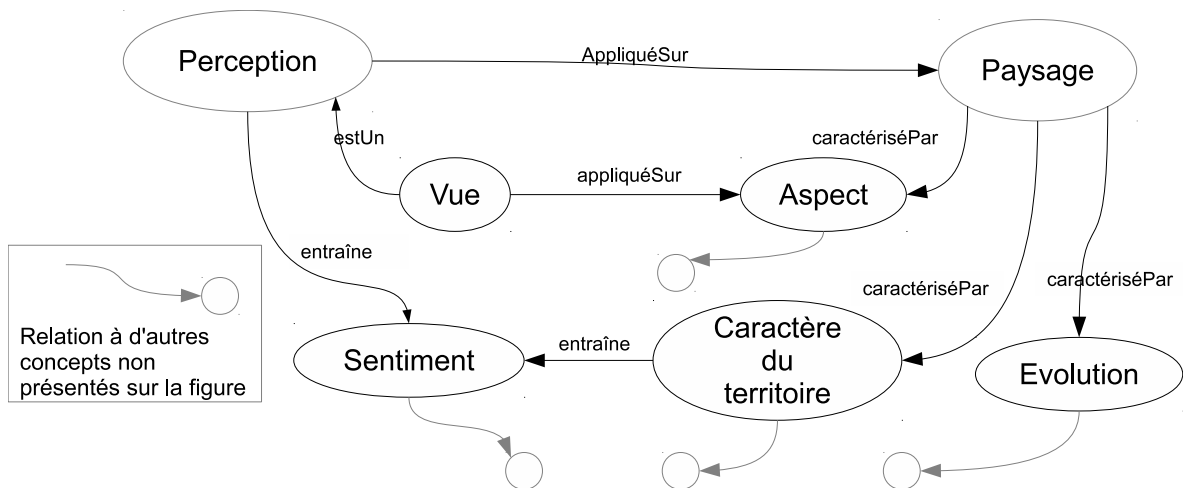 Perception
AppliquéSur
Paysage
estUn
caractériséPar
Vue
appliquéSur
Aspect
entraîne
caractériséPar
caractériséPar
Relation à d'autres
concepts non
présentés sur la figure
Sentiment
entraîne
Caractère
du
territoire
Evolution